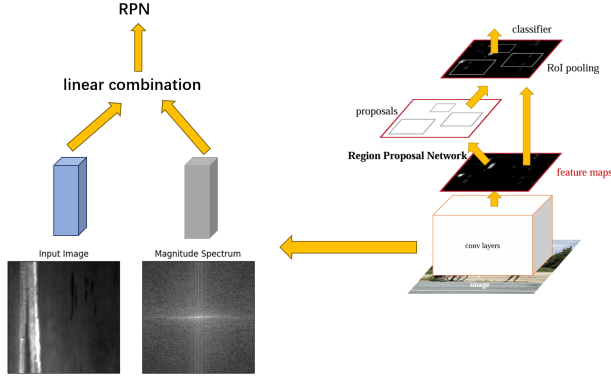 RPN
linear combination
Input Image
Magnitude Spectrum
classifier
RoI pooling
proposals
Region Proposal Network
feature maps
conv layers
image